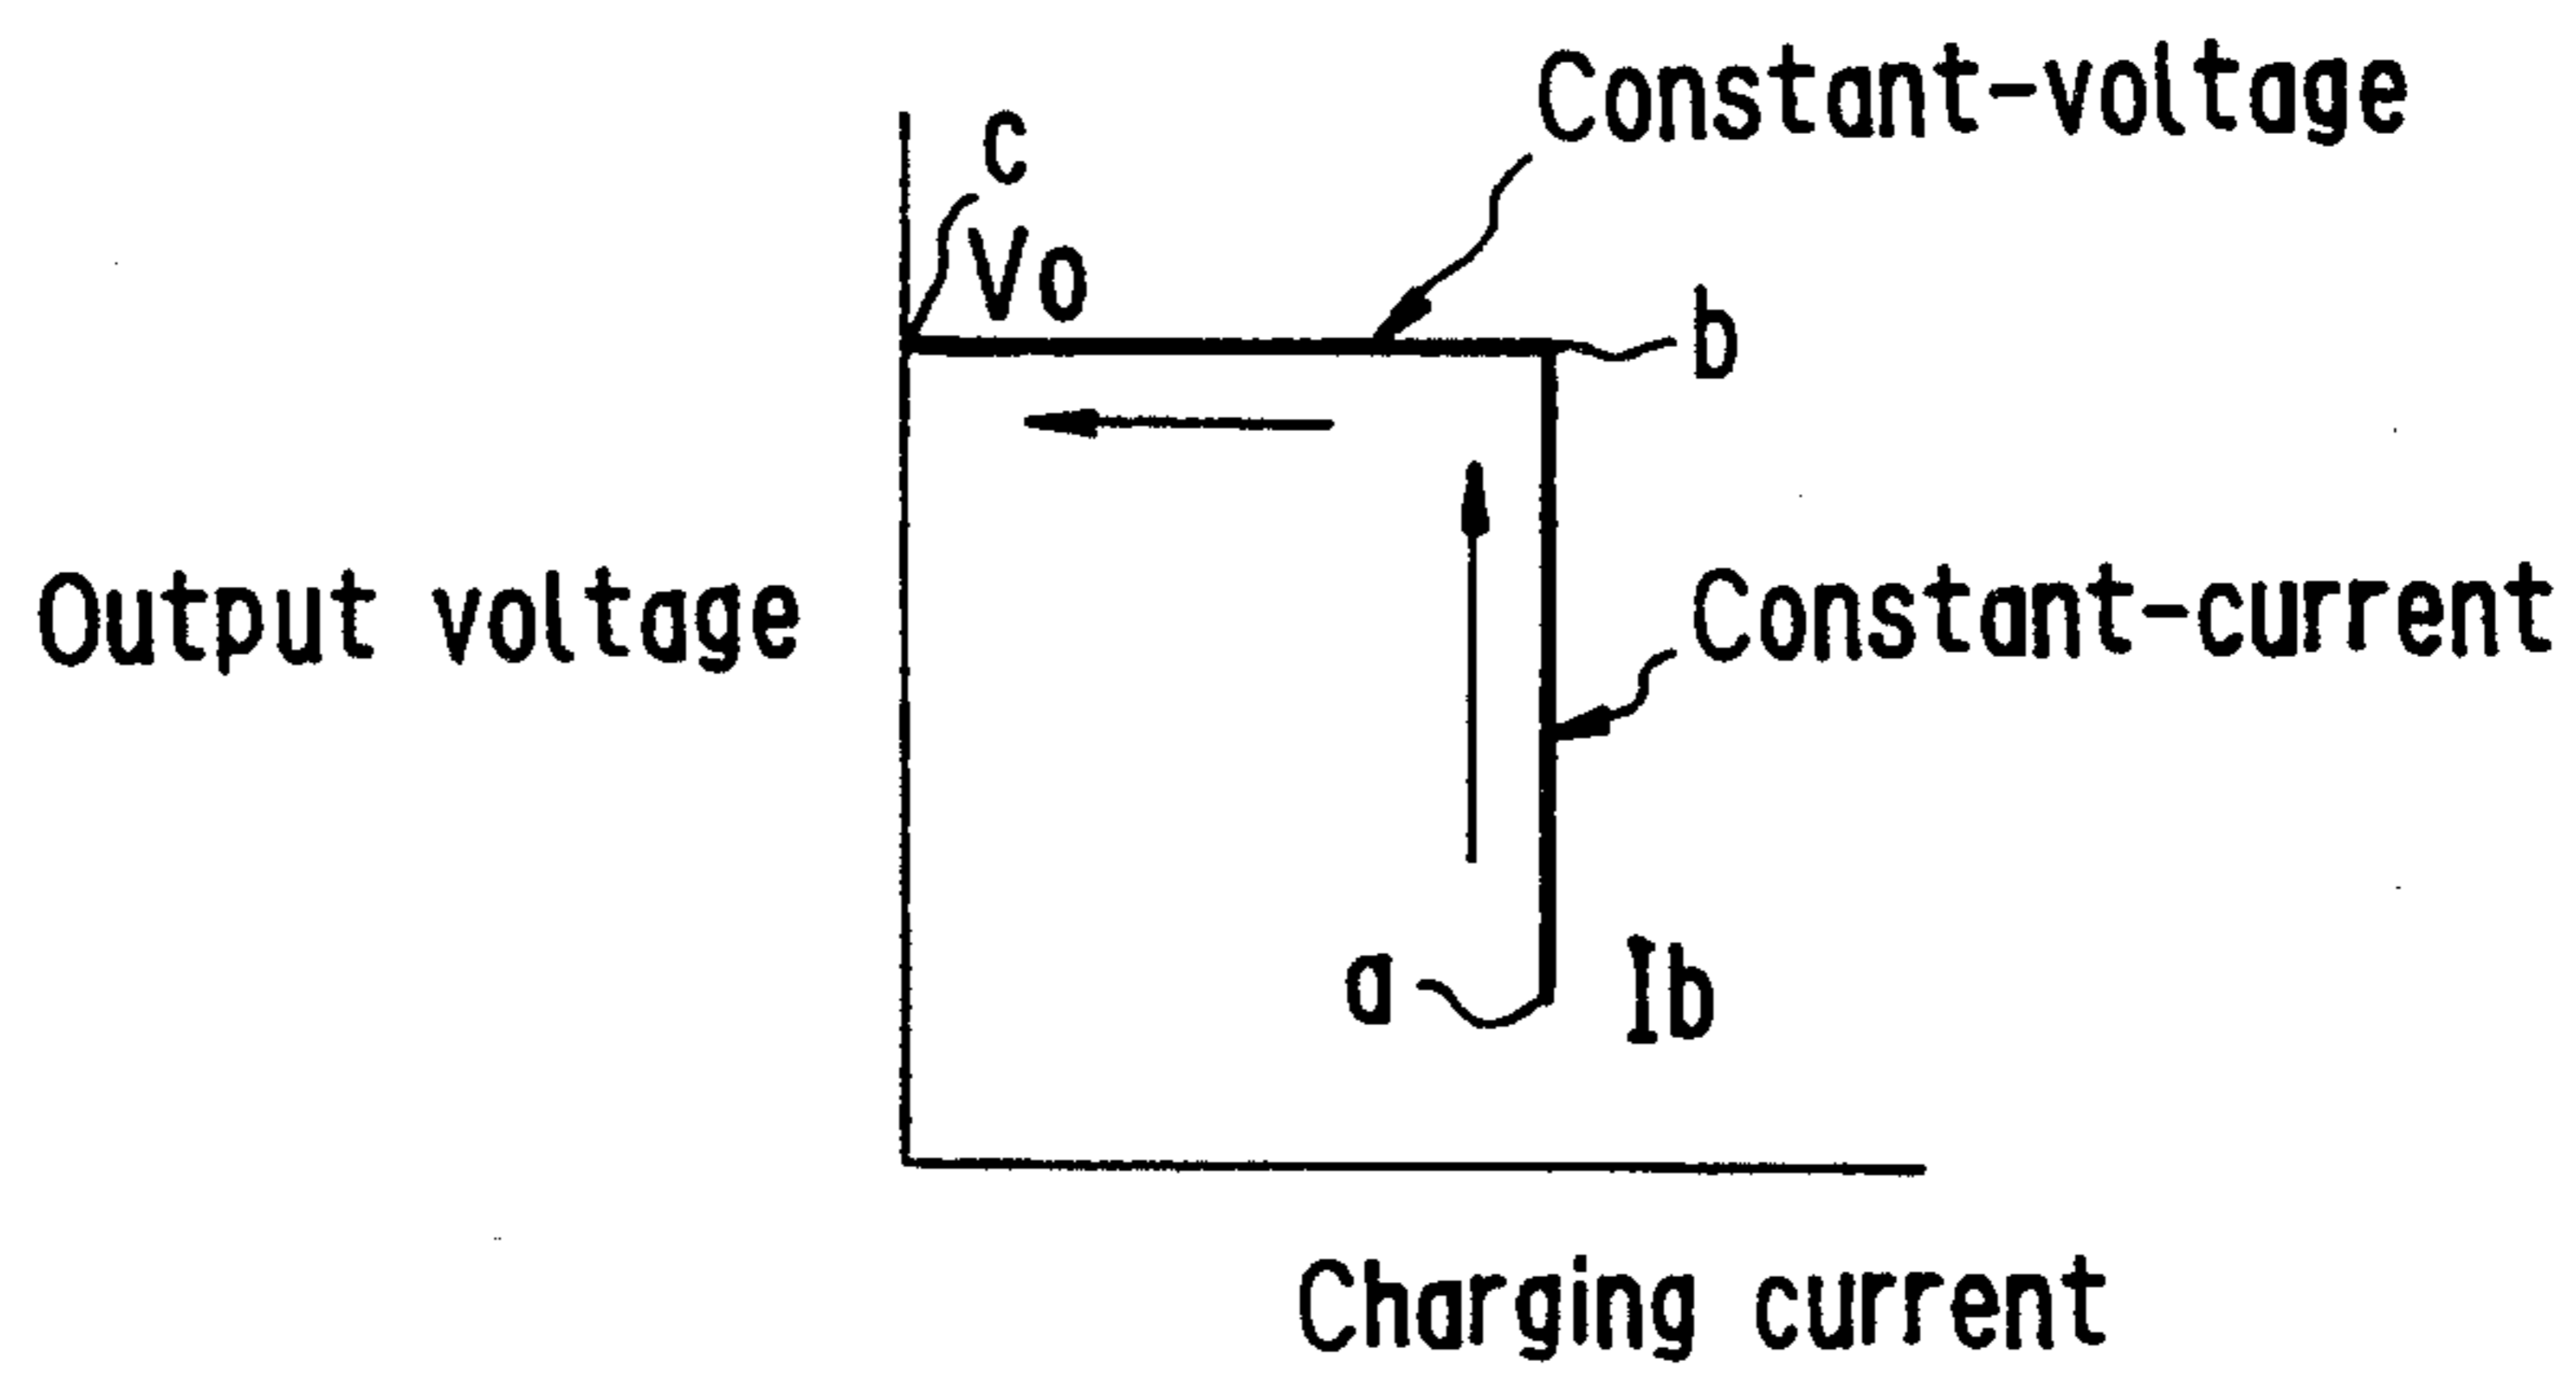 Constant-voltage
c
Vo
b
Output voltage
Constant-current
a
Ib
Charging current